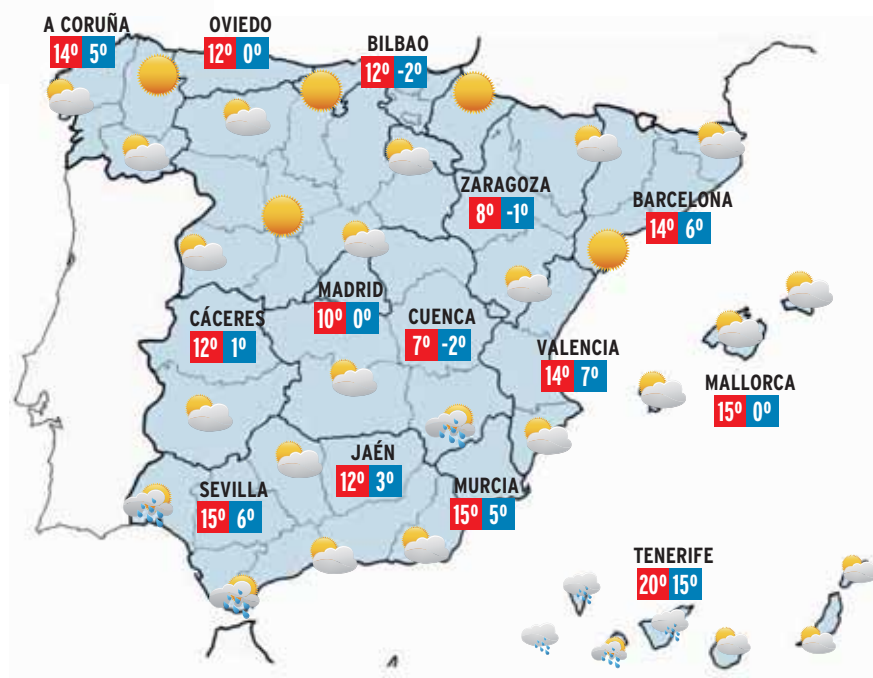 A CORUÑA
14º 5º
OVIEDO
12º 0º
BILBAO
12º -2º
ZARAGOZA
8º -1º
BARCELONA
14º 6º
MADRID
10º 0º
CÁCERES
12º 1º
CUENCA
7º -2º
VALENCIA
14º 7º
MALLORCA
15º 0º
JAÉN
12º 3º
SEVILLA
15º 6º
MURCIA
15º 5º
TENERIFE
20º 15º